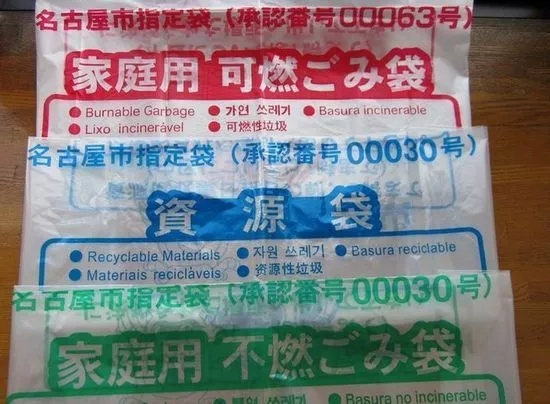 名古屋市指定袋(承認番号00063号)
家庭用 可燃ごみ袋
● Burnable Garbage ● 가연 쓰레기 ● Basura incinerable
● Lixo incinerável ● 可燃性垃圾
名古屋市指定袋(承認番号00030号)
資源袋
● Recyclable Materials ● 자원 쓰레기 ● Basura reciclable
● Materiais recicláveis ● 资源性垃圾
名古屋市指定袋(承認番号00030号)
家庭用 不燃ごみ袋
● 불연 쓰레기 ● Basura no incinerable